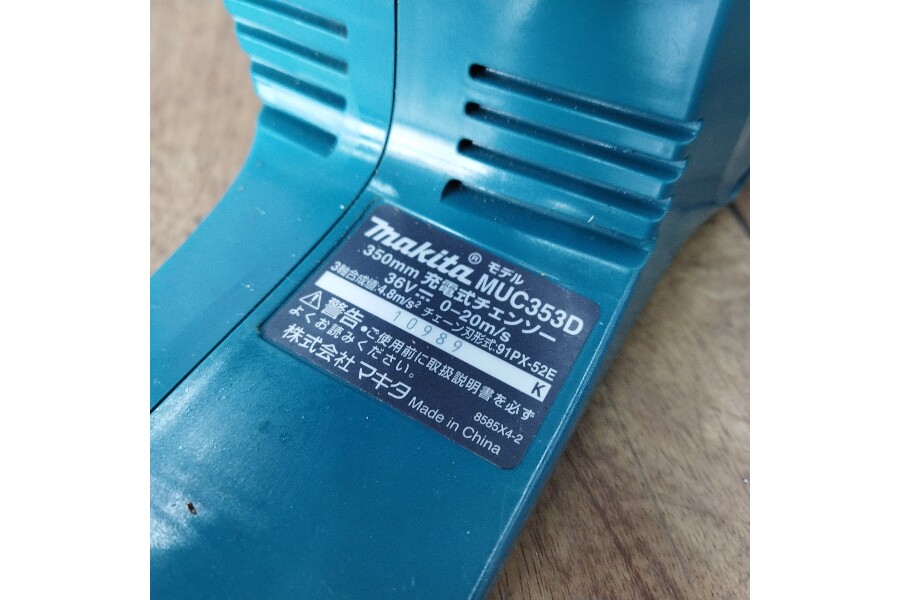 makita® モデル MUC353D
350mm 充電式チェンソー
36V⎓ 0-20m/s
3軸合成値:4.8m/s² チェーン刃形式:91PX-52E
10989 K
⚠警告 ●ご使用前に取扱説明書を必ず
よくお読みください。
株式会社マキタ Made in China 8585X4-2